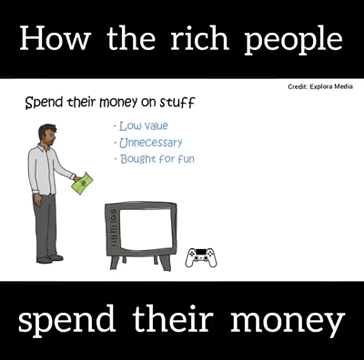 How the rich people
Credit: Explora Media
Spend their money on stuff
- Low value
- Unnecessary
- Bought for fun
spend their money